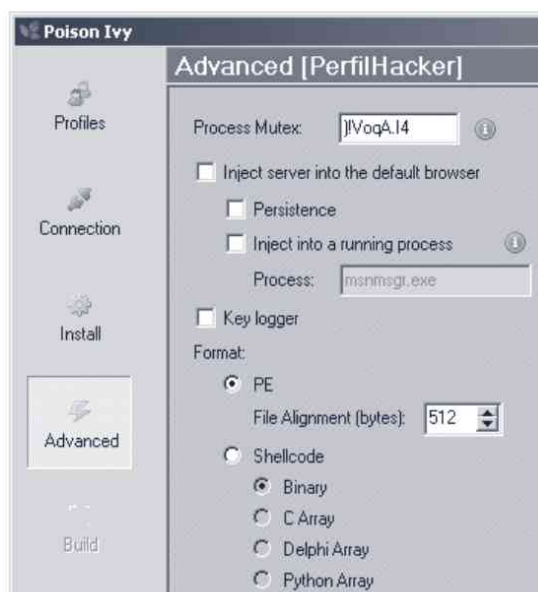 Poison Ivy
Advanced [PerfilHacker]
Profiles
Connection
Install
Advanced
Build
Process Mutex: )!VoqA.I4
Inject server into the default browser
Persistence
Inject into a running process
Process: msnmsgr.exe
Key logger
Format:
PE
File Alignment (bytes): 512
Shellcode
Binary
C Array
Delphi Array
Python Array